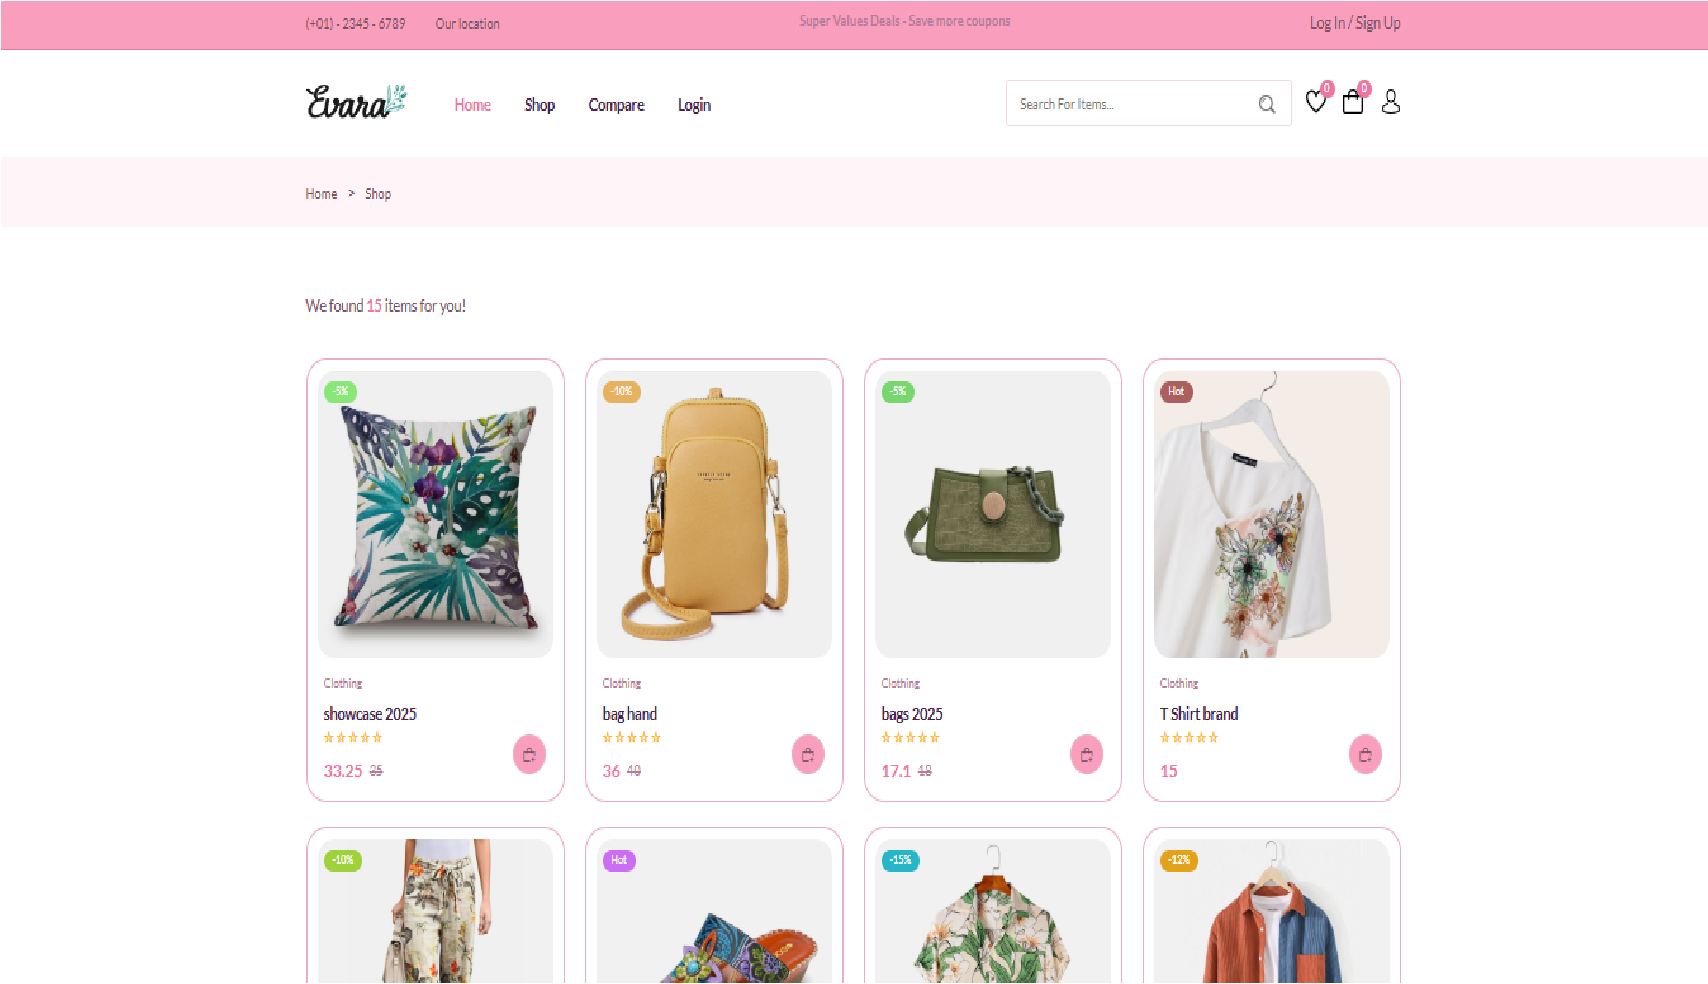 (+01) - 2345 - 6789 Our location Super Values Deals - Save more coupons Log In / Sign Up
Evara Home Shop Compare Login Search For Items... 0 0
Home > Shop
We found 15 items for you!
-5% -10% -5% Hot
Clothing Clothing Clothing Clothing
showcase 2025 bag hand bags 2025 T Shirt brand
33.25 35 36 40 17.1 18 15
-10% Hot -15% -12%